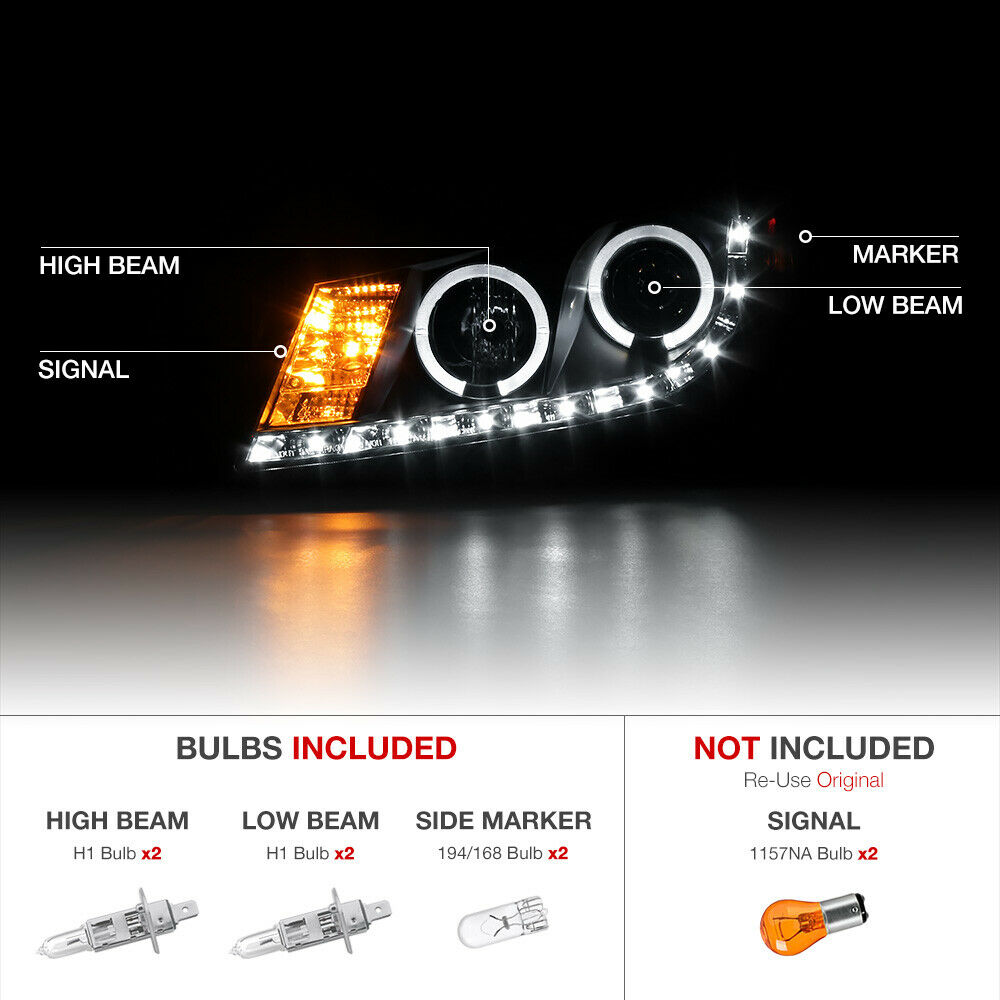 HIGH BEAM
MARKER
LOW BEAM
SIGNAL
LH
BULBS INCLUDED
NOT INCLUDED
Re-Use Original
HIGH BEAM
H1 Bulb x2
LOW BEAM
H1 Bulb x2
SIDE MARKER
194/168 Bulb x2
SIGNAL
1157NA Bulb x2